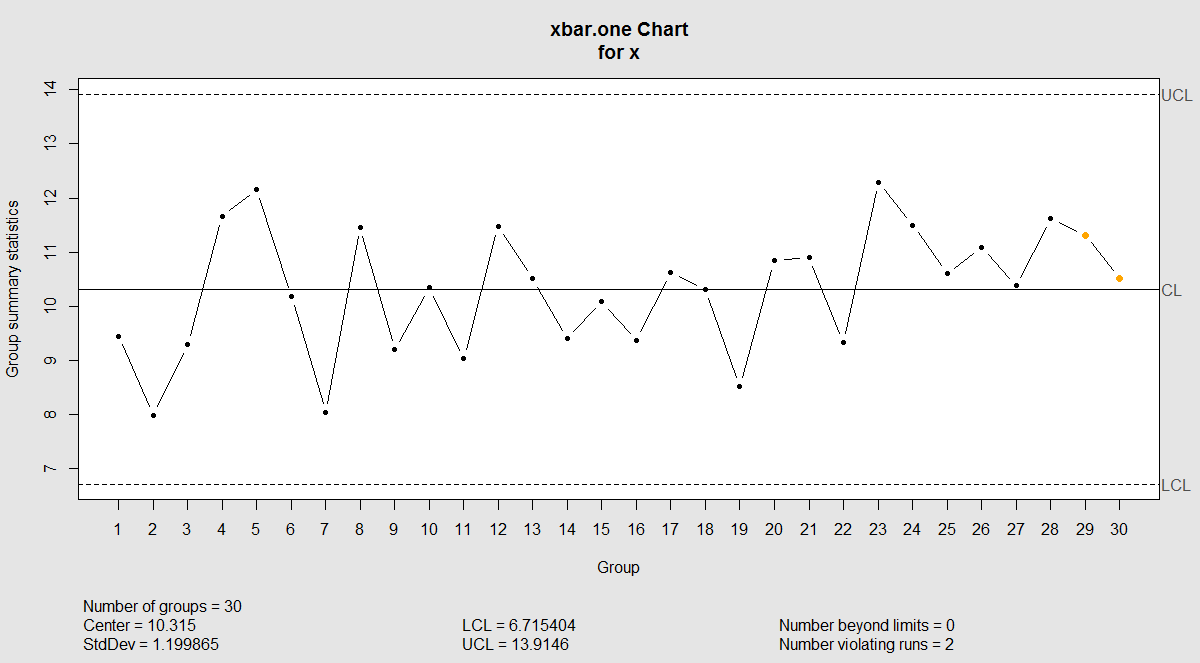 xbar.one Chart
for x
Group summary statistics
14
13
12
11
10
9
8
7
UCL
CL
LCL
1 2 3 4 5 6 7 8 9 10 11 12 13 14 15 16 17 18 19 20 21 22 23 24 25 26 27 28 29 30
Group
Number of groups = 30
Center = 10.315 LCL = 6.715404 Number beyond limits = 0
StdDev = 1.199865 UCL = 13.9146 Number violating runs = 2